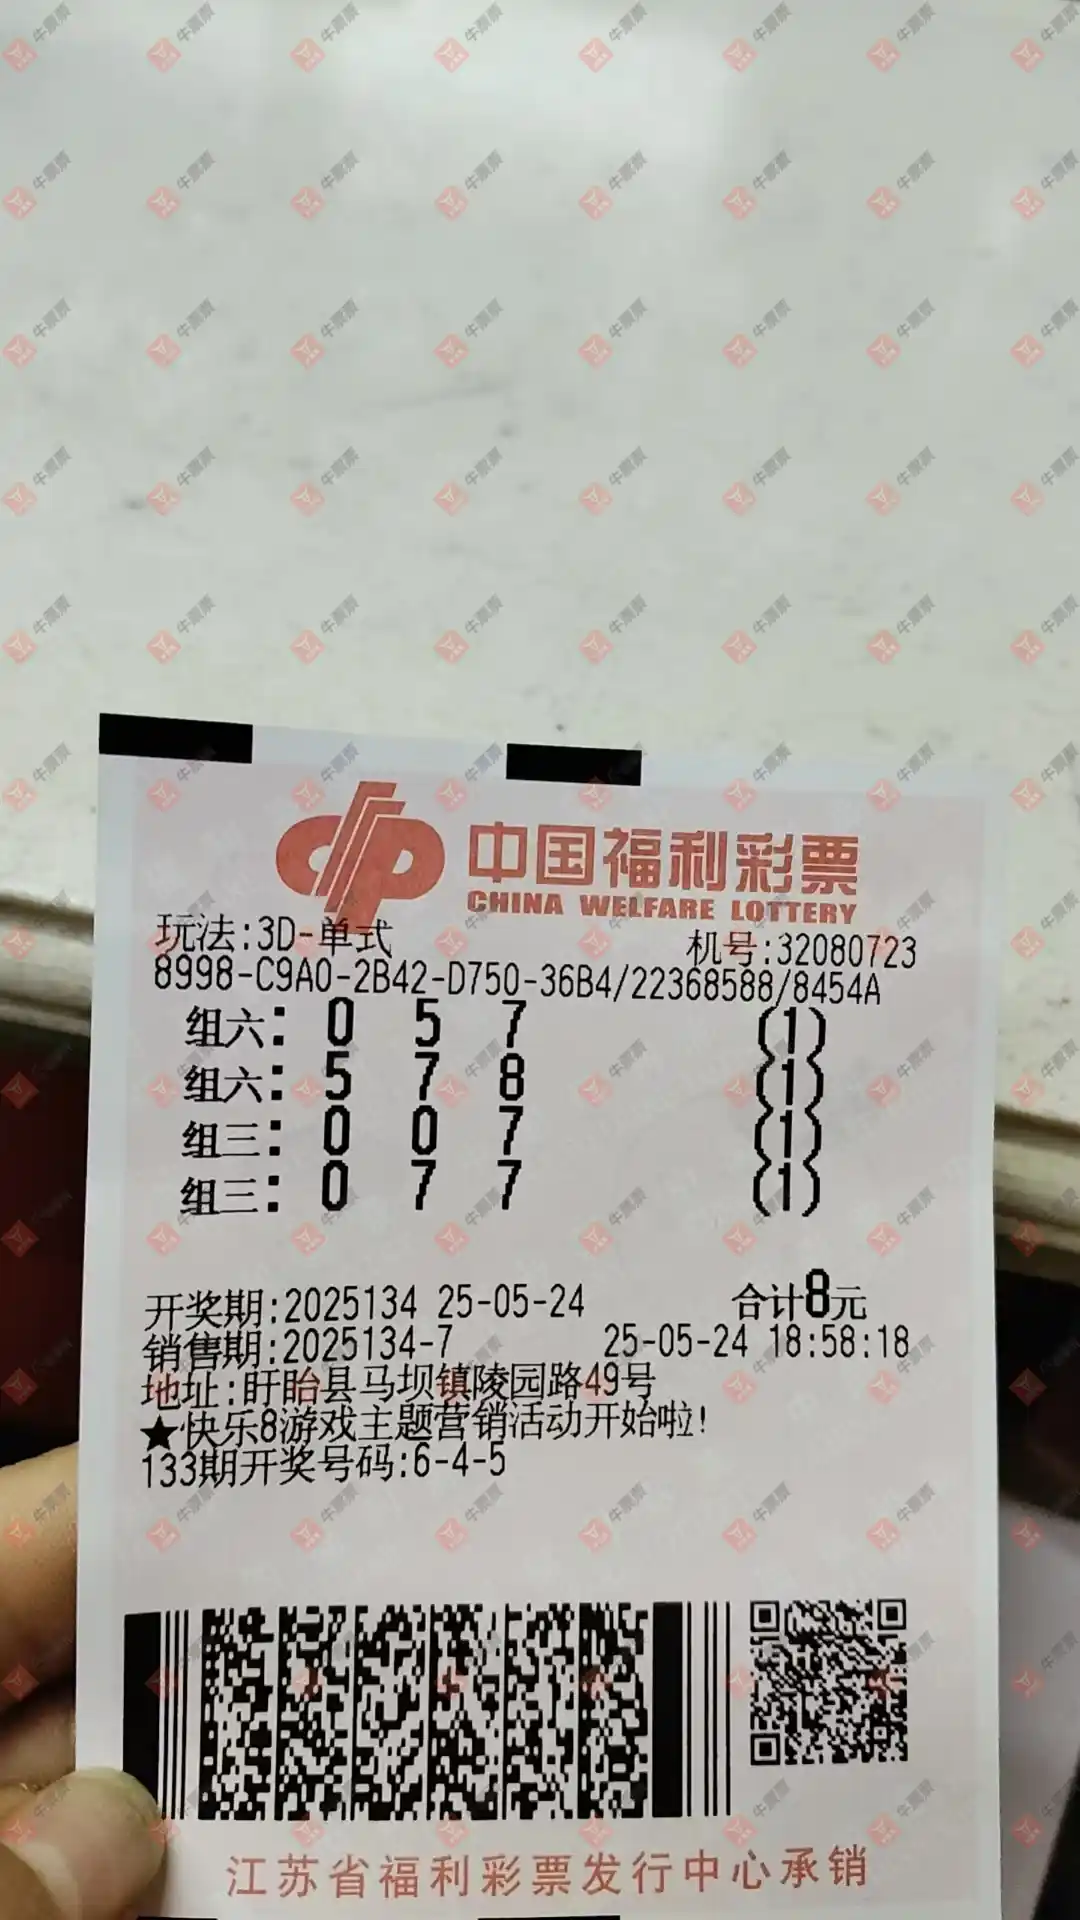 中国福利彩票
CHINA WELFARE LOTTERY
玩法:3D-单式 机号:32080723
8998-C9A0-2B42-D750-36B4/22368588/8454A
组六: 0 5 7 (1)
组六: 5 7 8 (1)
组三: 0 0 7 (1)
组三: 0 7 7 (1)
开奖期:2025134 25-05-24 合计8元
销售期:2025134-7 25-05-24 18:58:18
地址:盱眙县马坝镇陵园路49号
★快乐8游戏主题营销活动开始啦!
133期开奖号码:6-4-5
江苏省福利彩票发行中心承销
牛票票